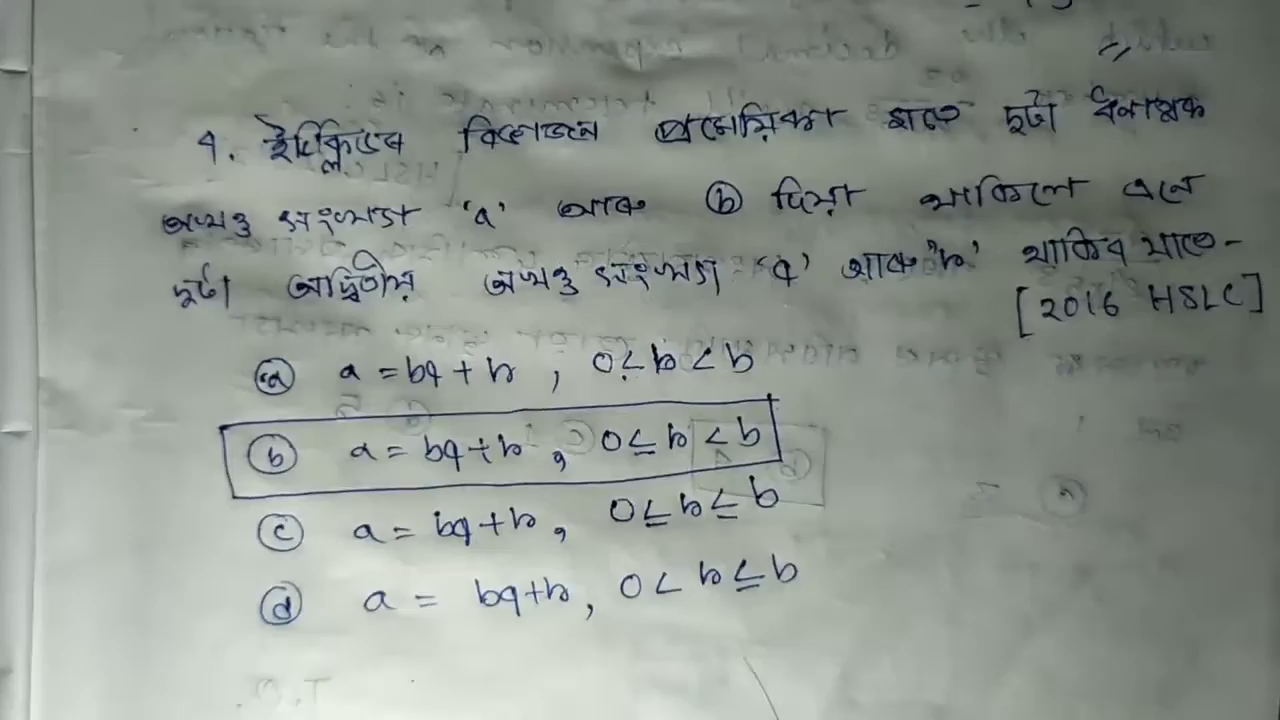 4. ইউক্লিডৰ বিভাজন প্ৰমেয়িকা মতে দুটা ধনাত্মক
অখণ্ড সংখ্যা 'a' আৰু ⓑ দিয়া থাকিলে এনে
দুটা অদ্বিতীয় অখণ্ড সংখ্যা 'q' আৰু 'r' থাকিব যাতে-
[2016 HSLC]
ⓐ a = bq + r , 0 < r < b
ⓑ a = bq + r , 0 ≤ r < b
ⓒ a = bq + r , 0 ≤ r ≤ b
ⓓ a = bq + r , 0 < r ≤ b